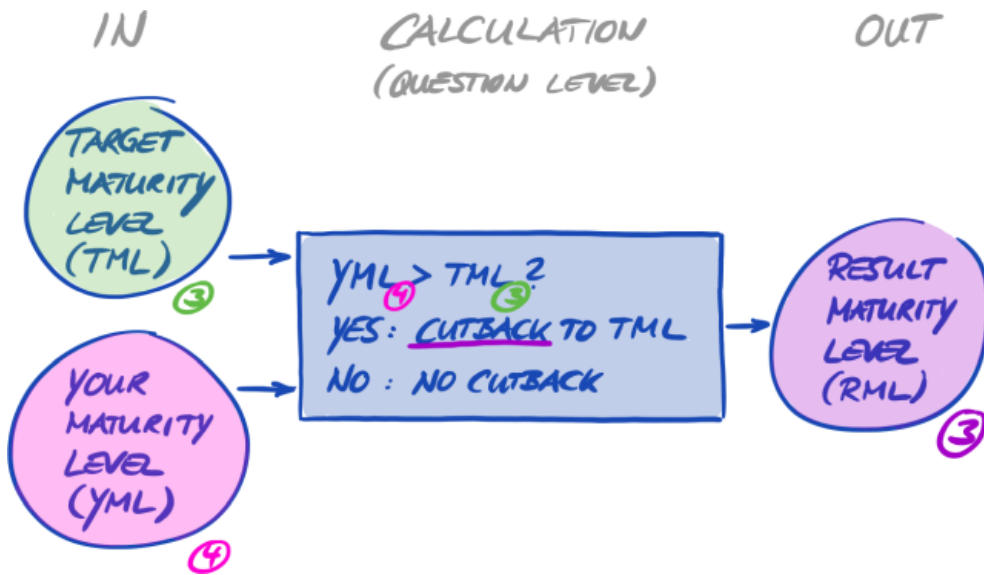 IN
CALCULATION
(QUESTION LEVEL)
OUT
TARGET
MATURITY
LEVEL
(TML)
3
YOUR
MATURITY
LEVEL
(YML)
4
YML > TML ?
4
3
YES: CUTBACK TO TML
NO: NO CUTBACK
RESULT
MATURITY
LEVEL
(RML)
3